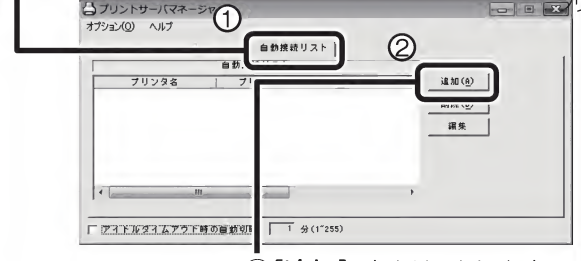 プリントサーバマネージャ
オプション(O) ヘルプ
①
自動接続リスト
②
自動
プリンタ名 プリ
追加(A)
削除(D)
編集
アイドルタイムアウト時の自動切断 1 分(1~255)